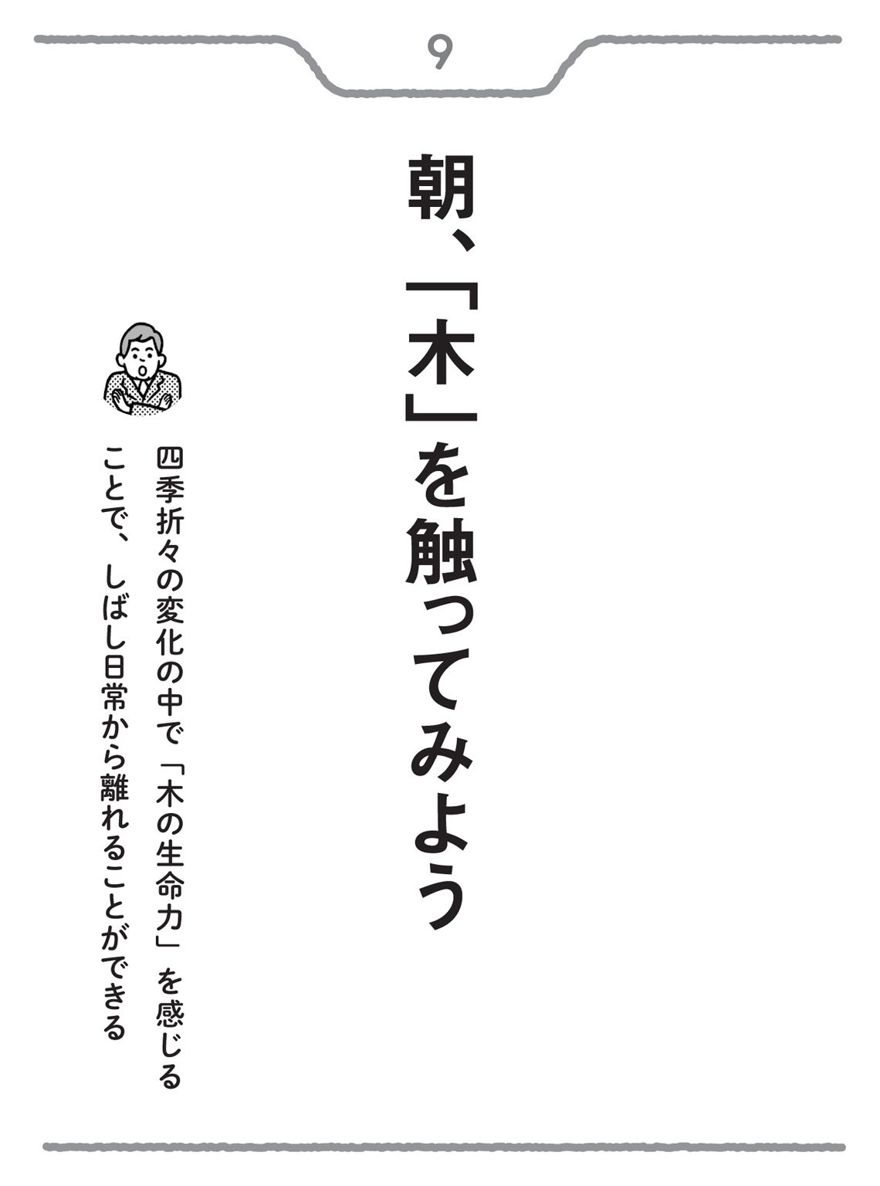 9
朝、「木」を触ってみよう
四季折々の変化の中で「木の生命力」を感じる
ことで、しばし日常から離れることができる